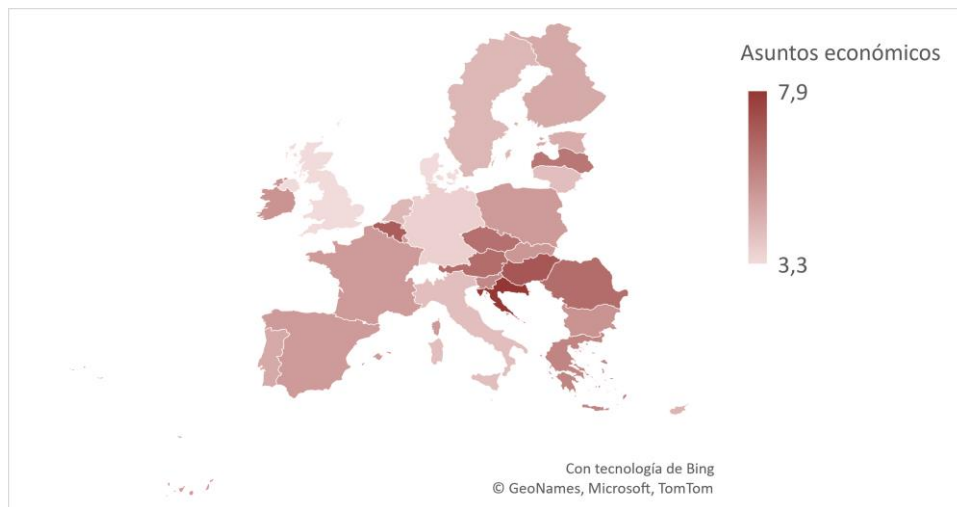 Asuntos económicos
7,9
3,3
Con tecnología de Bing
© GeoNames, Microsoft, TomTom